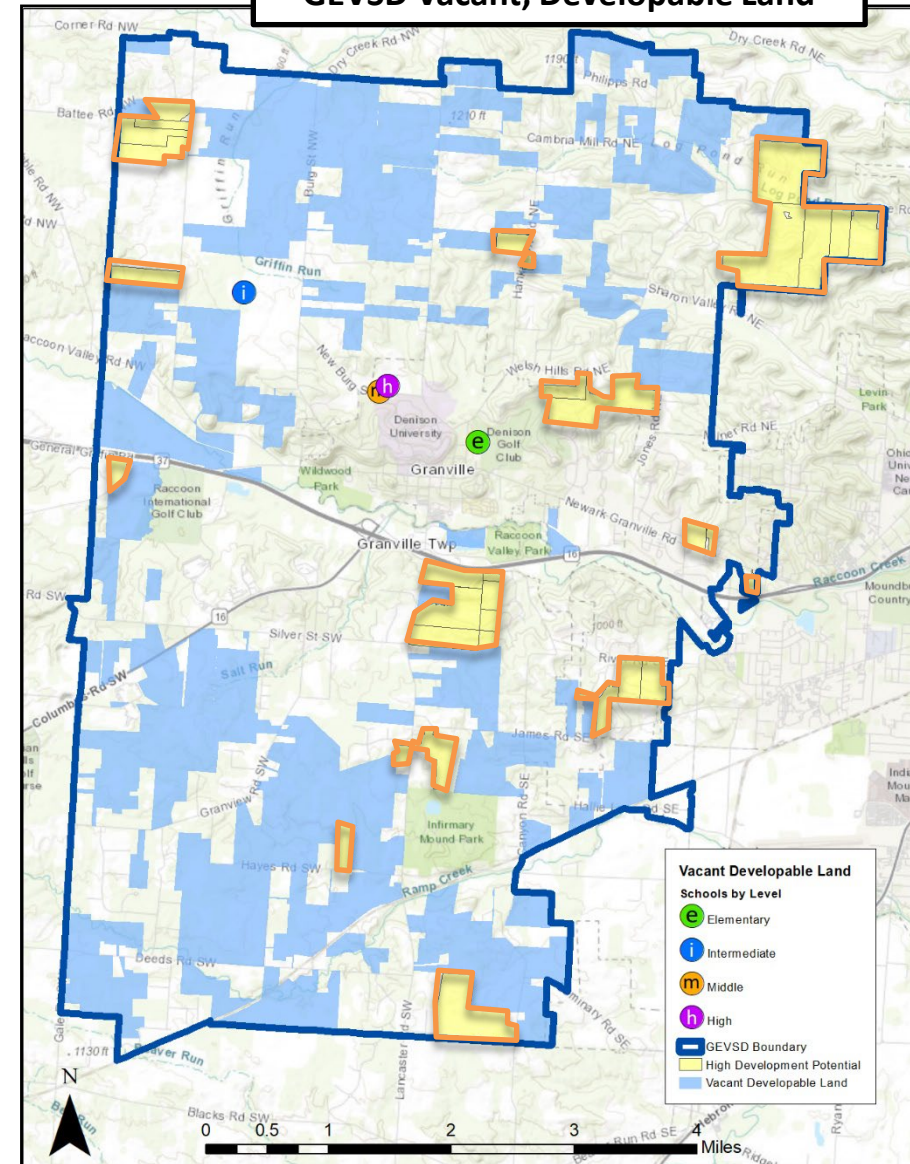 GEVSD Vacant, Developable Land
Corner Rd NW
Dry Creek Rd NW
Dry Creek Rd NE
1190 ft
Philipps Rd
Battee Rd NW
1210 ft
Cambria Mill Rd NE
Log Pond Run
Griffin Run
Burg St NW
Griffin Run
Sharon Valley Rd NE
i
Raccoon Valley Rd NW
New Burg St
Welsh Hills Rd NE
m
h
Denison
University
e
Denison
Golf
Club
Jones Rd NE
Levin
Park
Granville
37
Wildwood
Park
Raccoon
International
Golf Club
Newark Granville Rd
Granville Twp
Raccoon
Valley Park
16
Raccoon Creek
Rd SW
16
Silver St SW
1000 ft
Salt Run
Columbus Rd SW
James Rd SE
Granview Rd SW
Canyon Rd SE
Infirmary
Mound Park
Hayes Rd SW
Ramp Creek
Deeds Rd SW
Lancaster Rd SW
1130 ft
Beaver Run
Blacks Rd SW
N
0 0.5 1 2 3 4
Miles
Vacant Developable Land
Schools by Level
e Elementary
i Intermediate
m Middle
h High
GEVSD Boundary
High Development Potential
Vacant Developable Land